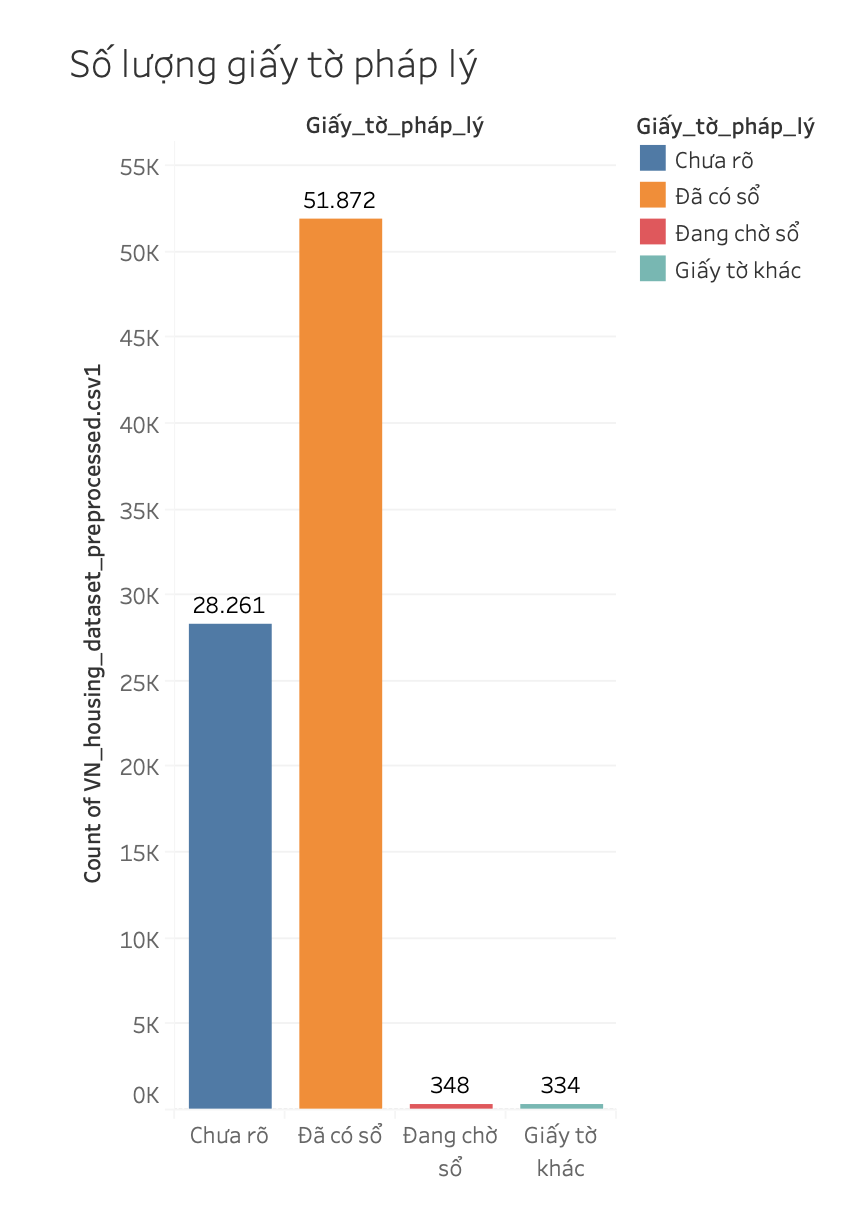 Số lượng giấy tờ pháp lý
Giấy_tờ_pháp_lý
Giấy_tờ_pháp_lý
Chưa rõ
Đã có sổ
Đang chờ sổ
Giấy tờ khác
Count of VN_housing_dataset_preprocessed.csv1
55K
50K
45K
40K
35K
30K
25K
20K
15K
10K
5K
0K
28.261
51.872
348
334
Chưa rõ
Đã có sổ
Đang chờ
sổ
Giấy tờ
khác